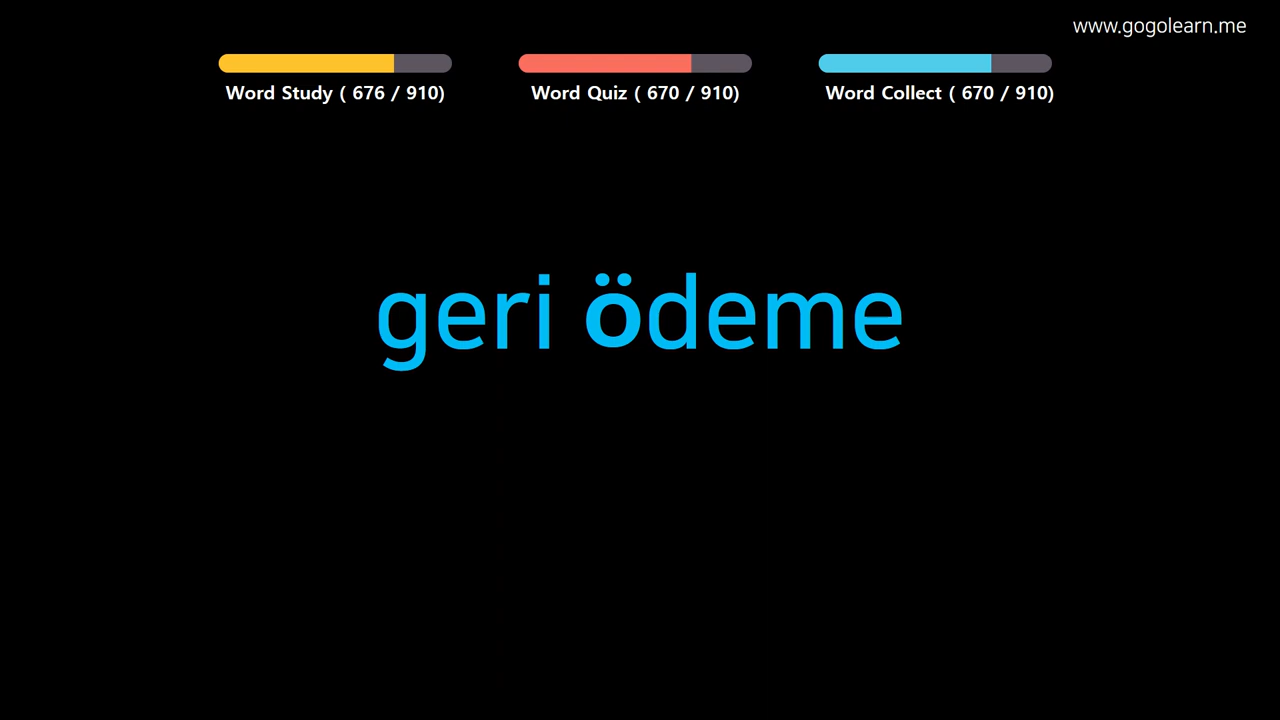 www.gogolearn.me
Word Study ( 676 / 910)
Word Quiz ( 670 / 910)
Word Collect ( 670 / 910)
geri ödeme